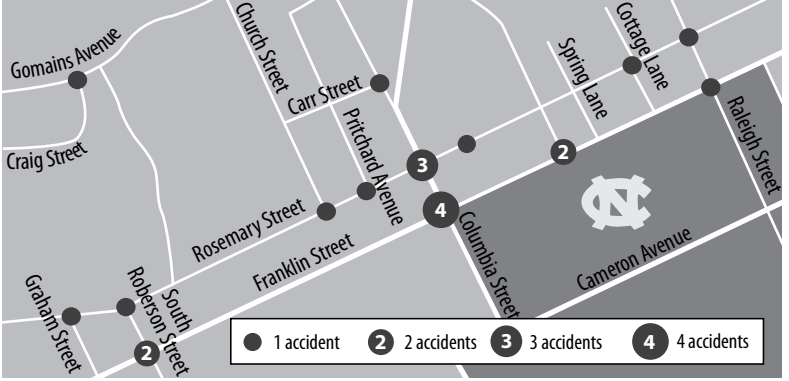 Gomains Avenue
Craig Street
Church Street
Carr Street
Pritchard Avenue
Spring Lane
Cottage Lane
Raleigh Street
3
2
4
Rosemary Street
Franklin Street
Columbia Street
Cameron Avenue
NC
Graham Street
South
Roberson Street
2
1 accident
2 2 accidents
3 3 accidents
4 4 accidents